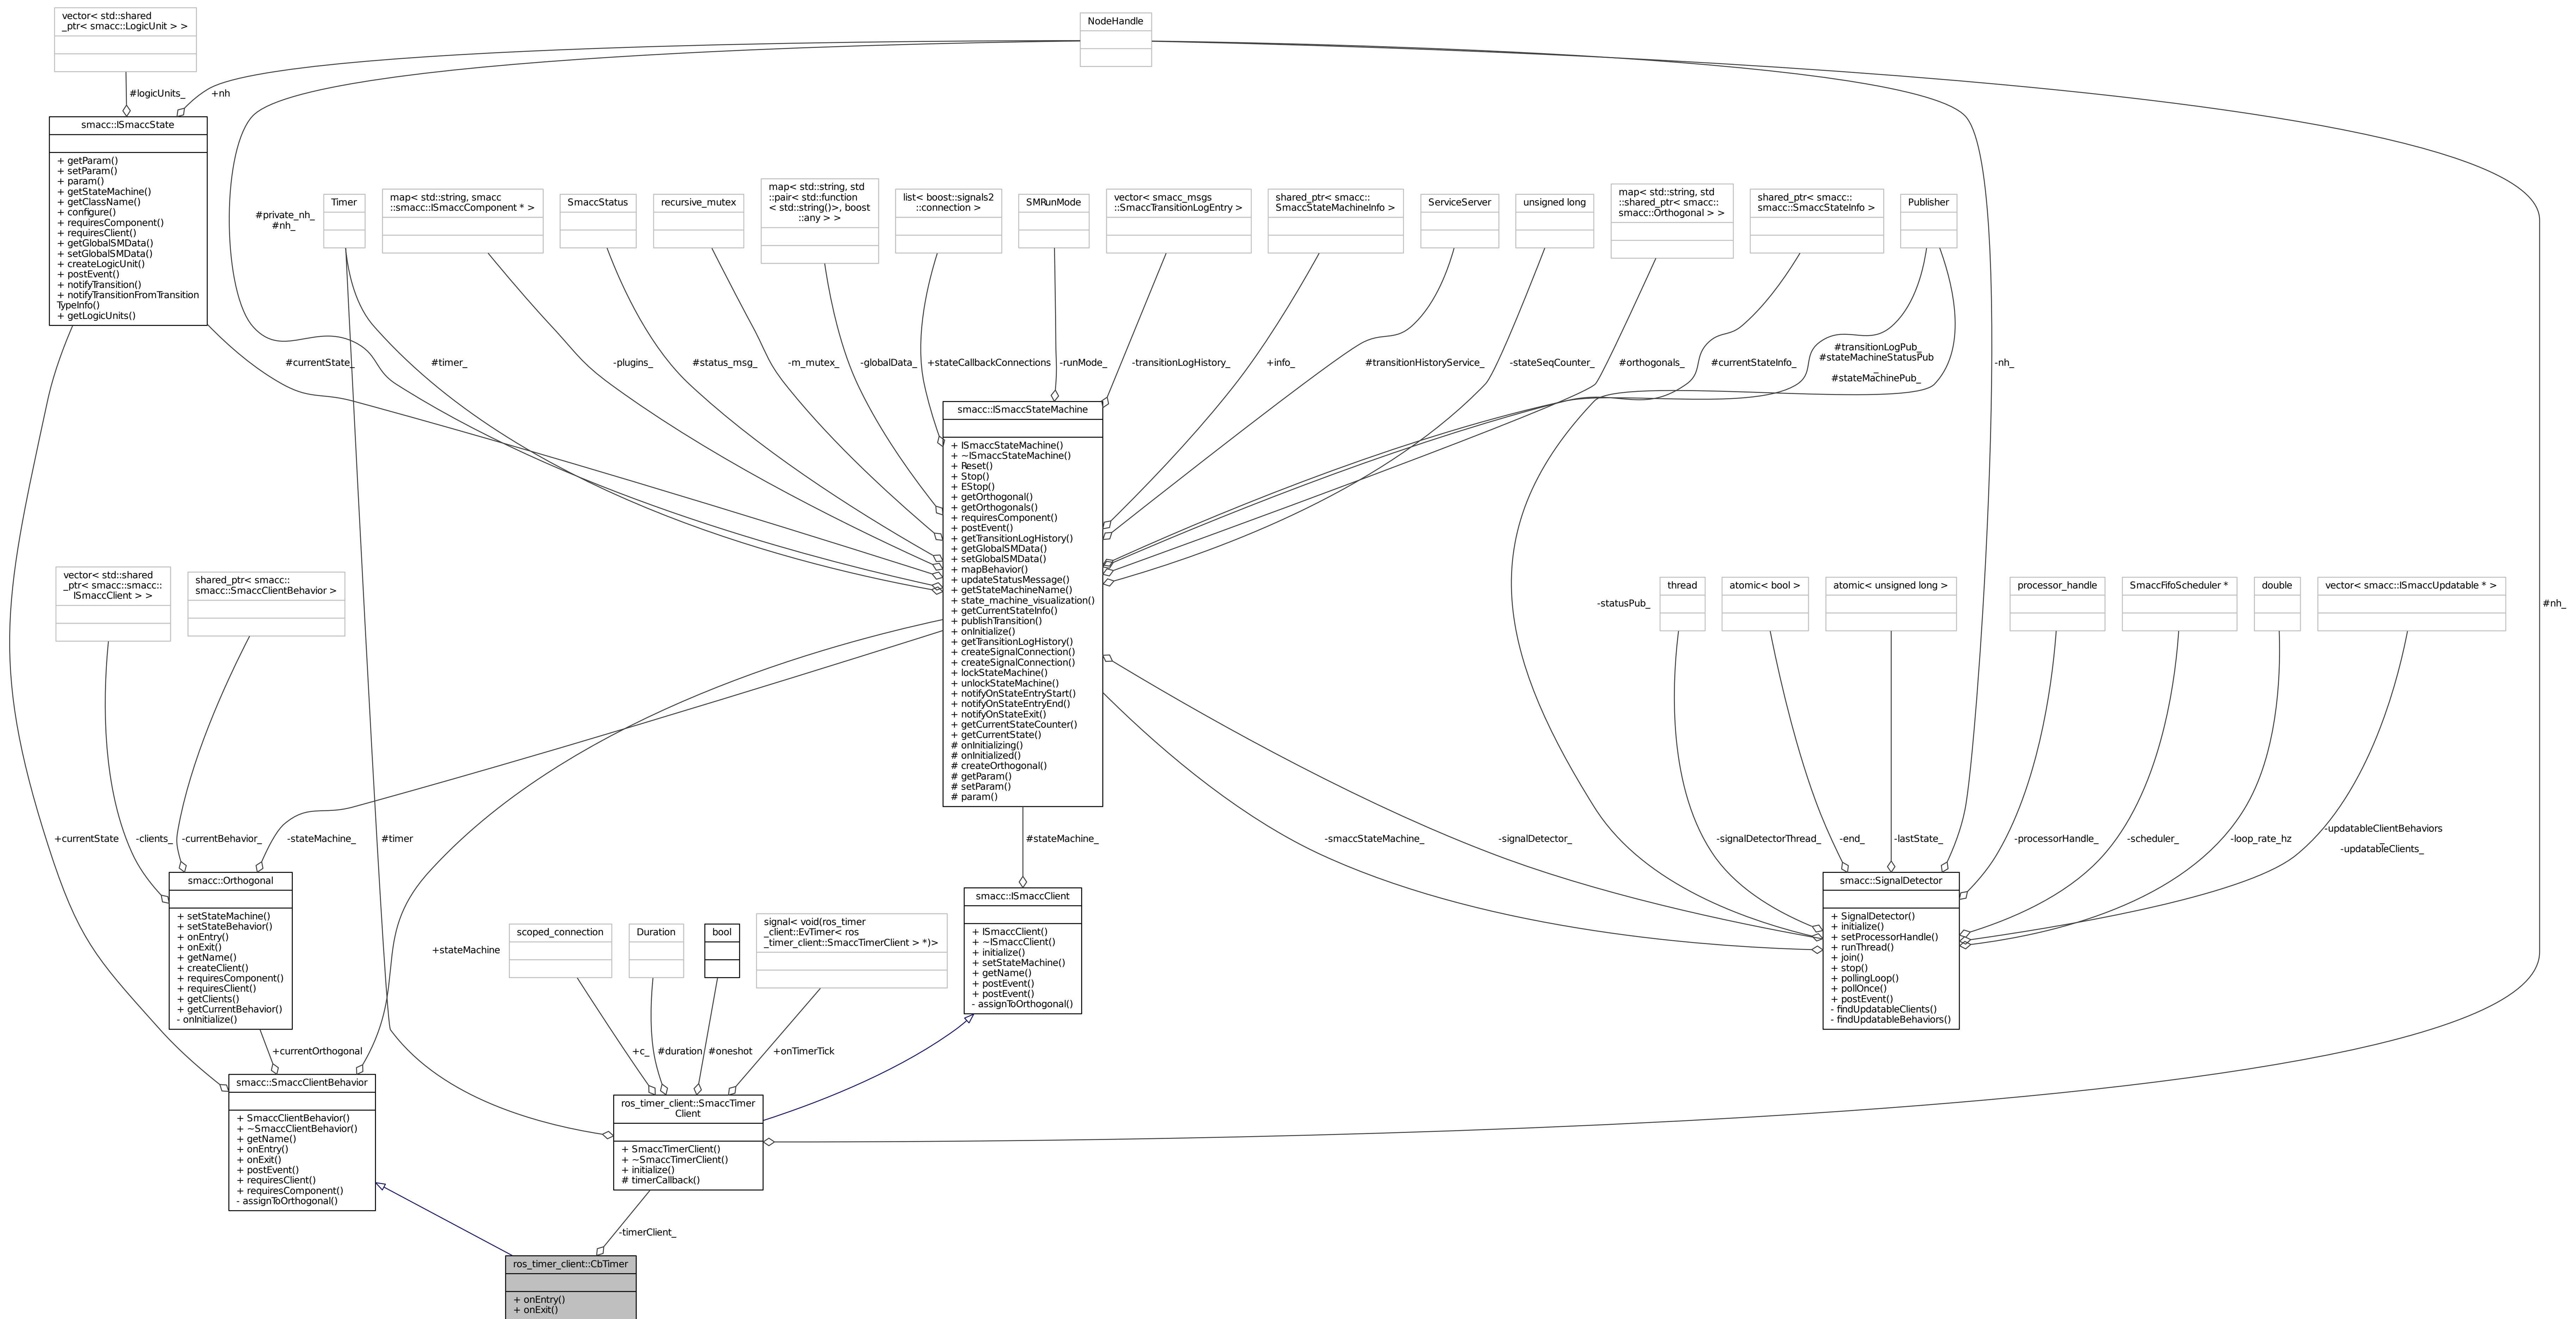 vector< std::shared
_ptr< smacc::LogicUnit > >
NodeHandle
#logicUnits_
+nh
smacc::ISmaccState
+ getParam()
+ setParam()
+ param()
+ getStateMachine()
+ getClassName()
+ configure()
+ requiresComponent()
+ requiresClient()
+ getGlobalSMData()
+ setGlobalSMData()
+ createLogicUnit()
+ postEvent()
+ notifyTransition()
+ notifyTransitionFromTransition
TypeInfo()
+ getLogicUnits()
#private_nh_
#nh_
Timer
map< std::string, smacc
::smacc::ISmaccComponent * >
SmaccStatus
recursive_mutex
map< std::string, std
::pair< std::function
< std::string()>, boost
::any > >
list< boost::signals2
::connection >
SMRunMode
vector< smacc_msgs
::SmaccTransitionLogEntry >
shared_ptr< smacc::
SmaccStateMachineInfo >
ServiceServer
unsigned long
map< std::string, std
::shared_ptr< smacc::
smacc::Orthogonal > >
shared_ptr< smacc::
smacc::SmaccStateInfo >
Publisher
#currentState_
#timer_
-plugins_
#status_msg_
-m_mutex_
-globalData_
+stateCallbackConnections
-runMode_
-transitionLogHistory_
+info_
#transitionHistoryService_
-stateSeqCounter_
#orthogonals_
#currentStateInfo_
#transitionLogPub_
#stateMachineStatusPub
_
#stateMachinePub_
-nh_
smacc::ISmaccStateMachine
+ ISmaccStateMachine()
+ ~ISmaccStateMachine()
+ Reset()
+ Stop()
+ EStop()
+ getOrthogonal()
+ getOrthogonals()
+ requiresComponent()
+ postEvent()
+ getTransitionLogHistory()
+ getGlobalSMData()
+ setGlobalSMData()
+ mapBehavior()
+ updateStatusMessage()
+ getStateMachineName()
+ state_machine_visualization()
+ getCurrentStateInfo()
+ publishTransition()
+ onInitialize()
+ getTransitionLogHistory()
+ createSignalConnection()
+ createSignalConnection()
+ lockStateMachine()
+ unlockStateMachine()
+ notifyOnStateEntryStart()
+ notifyOnStateEntryEnd()
+ notifyOnStateExit()
+ getCurrentStateCounter()
+ getCurrentState()
# onInitializing()
# onInitialized()
# createOrthogonal()
# getParam()
# setParam()
# param()
vector< std::shared
_ptr< smacc::smacc::
ISmaccClient > >
shared_ptr< smacc::
smacc::SmaccClientBehavior >
-statusPub_
thread
atomic< bool >
atomic< unsigned long >
processor_handle
SmaccFifoScheduler *
double
vector< smacc::ISmaccUpdatable * >
#nh_
+currentState
-clients_
-currentBehavior_
-stateMachine_
#timer
#stateMachine_
-smaccStateMachine_
-signalDetector_
-signalDetectorThread_
-end_
-lastState_
-processorHandle_
-scheduler_
-loop_rate_hz
-updatableClientBehaviors
_
-updatableClients_
smacc::Orthogonal
+ setStateMachine()
+ setStateBehavior()
+ onEntry()
+ onExit()
+ getName()
+ createClient()
+ requiresComponent()
+ requiresClient()
+ getClients()
+ getCurrentBehavior()
- onInitialize()
+stateMachine
scoped_connection
Duration
bool
signal< void(ros_timer
_client::EvTimer< ros
_timer_client::SmaccTimerClient > *)>
smacc::ISmaccClient
+ ISmaccClient()
+ ~ISmaccClient()
+ initialize()
+ setStateMachine()
+ getName()
+ postEvent()
+ postEvent()
- assignToOrthogonal()
smacc::SignalDetector
+ SignalDetector()
+ initialize()
+ setProcessorHandle()
+ runThread()
+ join()
+ stop()
+ pollingLoop()
+ pollOnce()
+ postEvent()
- findUpdatableClients()
- findUpdatableBehaviors()
+currentOrthogonal
+c_
#duration
#oneshot
+onTimerTick
smacc::SmaccClientBehavior
+ SmaccClientBehavior()
+ ~SmaccClientBehavior()
+ getName()
+ onEntry()
+ onExit()
+ postEvent()
+ requiresClient()
+ requiresComponent()
- assignToOrthogonal()
ros_timer_client::SmaccTimer
Client
+ SmaccTimerClient()
+ ~SmaccTimerClient()
+ initialize()
# timerCallback()
-timerClient_
ros_timer_client::CbTimer
+ onEntry()
+ onExit()